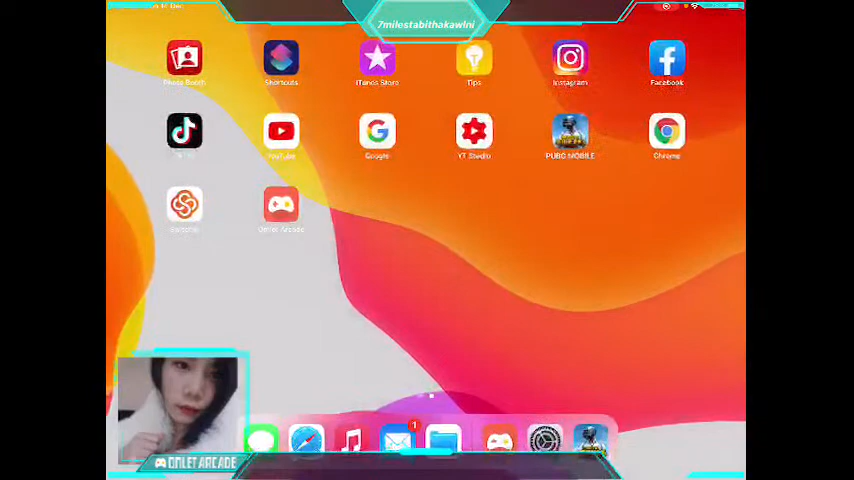 7milestabithakawlni
Photo Booth
Shortcuts
iTunes Store
Tips
Instagram
Facebook
YouTube
Google
YT Studio
PUBG MOBILE
Chrome
Omlet Arcade
1
OMLET ARCADE